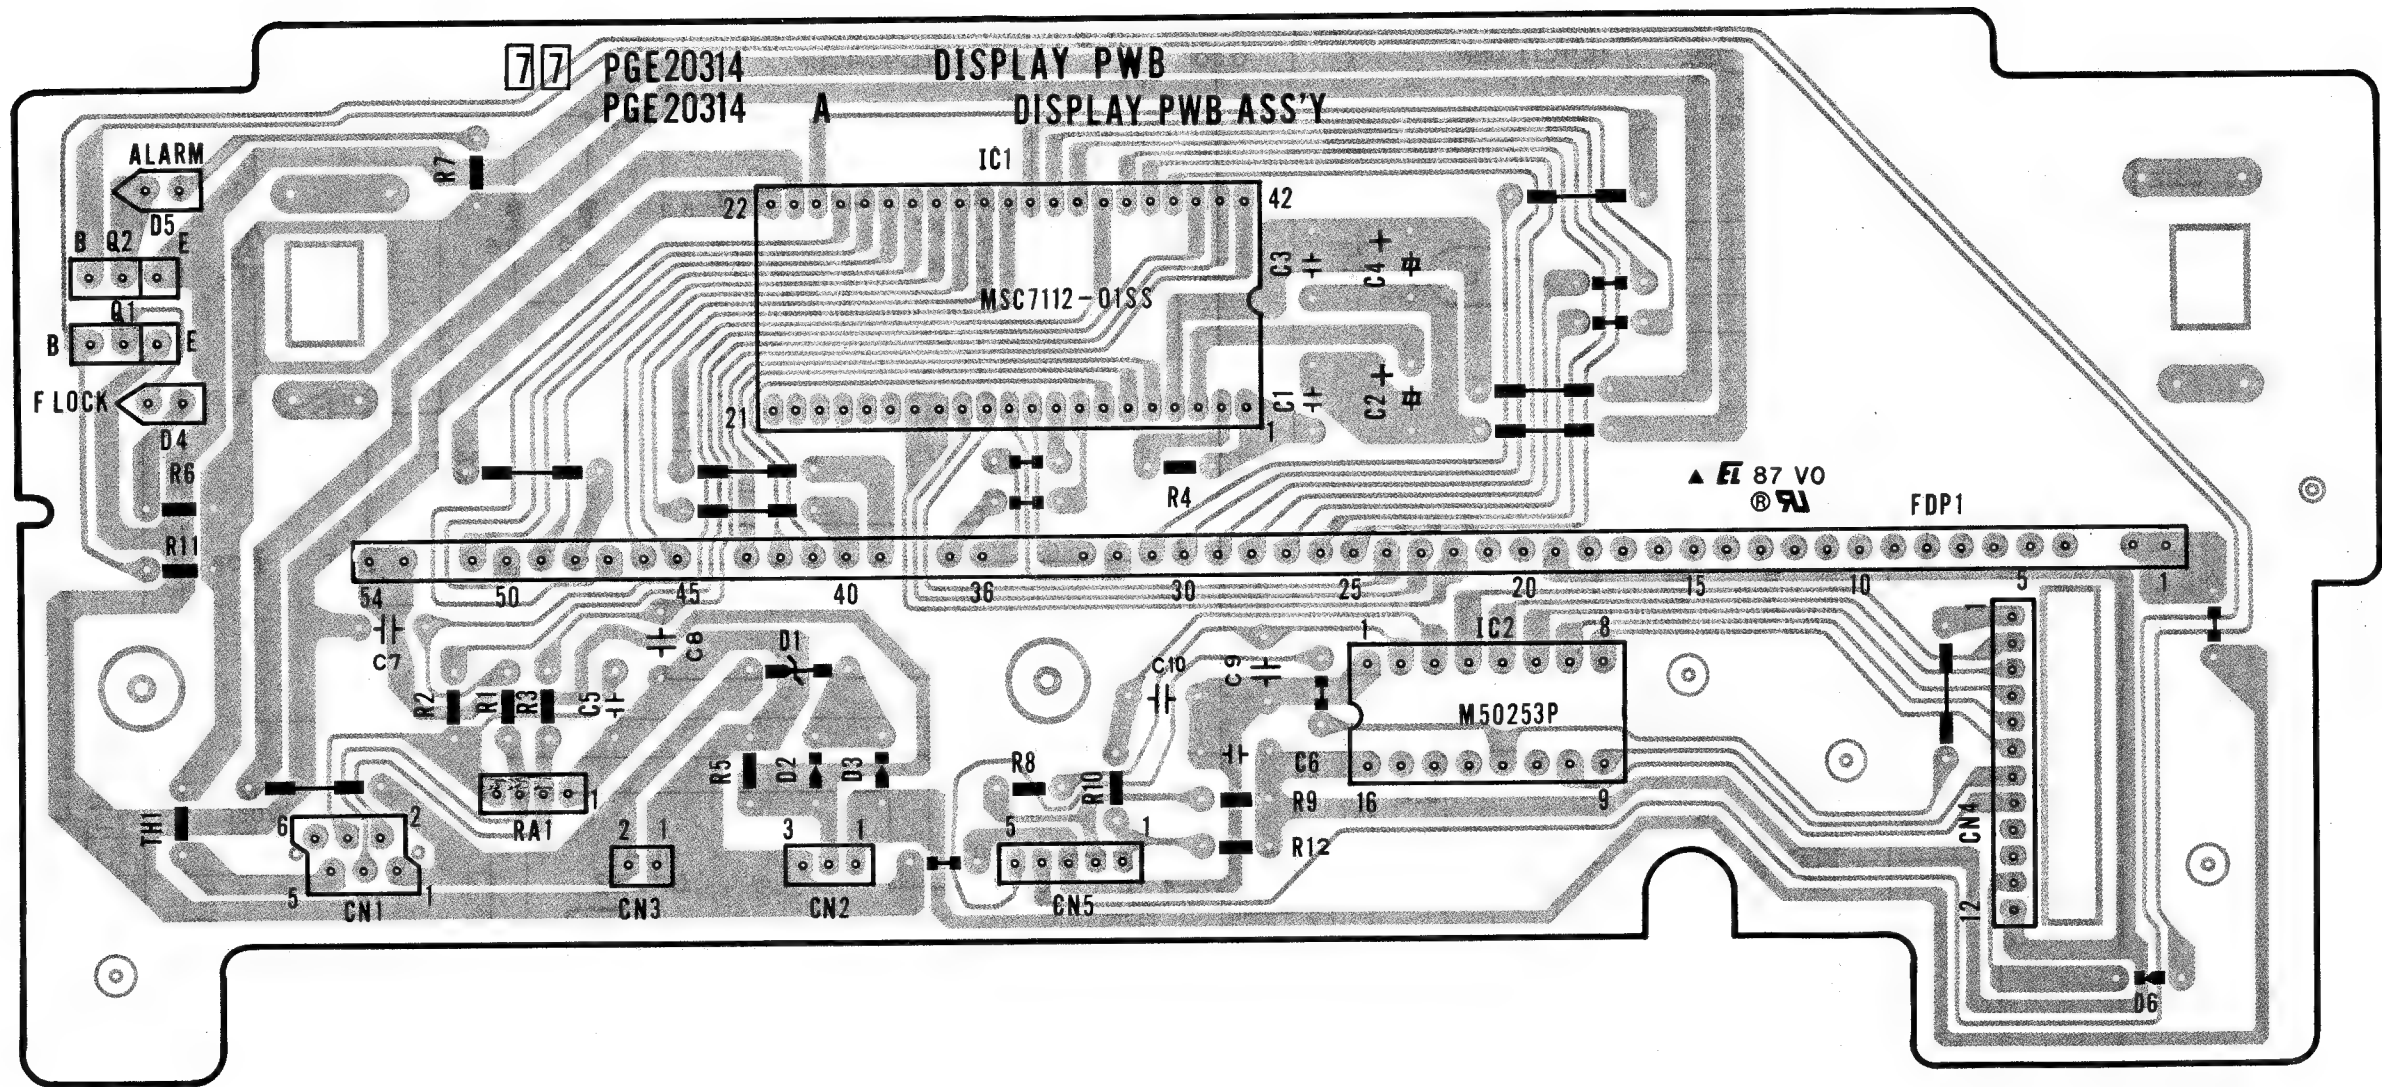 77 PGE20314 DISPLAY PWB
PGE20314 A DISPLAY PWB ASS'Y
ALARM
R7
IC1
D5
22
42
B Q2 E
C3
C4
MSC7112-01SS
Q1
B E
F LOCK
C1
C2
D4
21
1
R6
R4
▲ 87 VO
®
FDP1
R11
54 50 45 40 36 30 25 20 15 10 5 1
C7
C8
D1
C10
C9
1 IC2 8
1
R2
R1
R3
C5
M50253P
R5
D2
D3
R8
R10
C6
R9
16
9
CN4
TH1
6
2
1
RA1
2 1
3 1
5 1
R12
5
CN1
1
CN3
CN2
CN5
12
D6